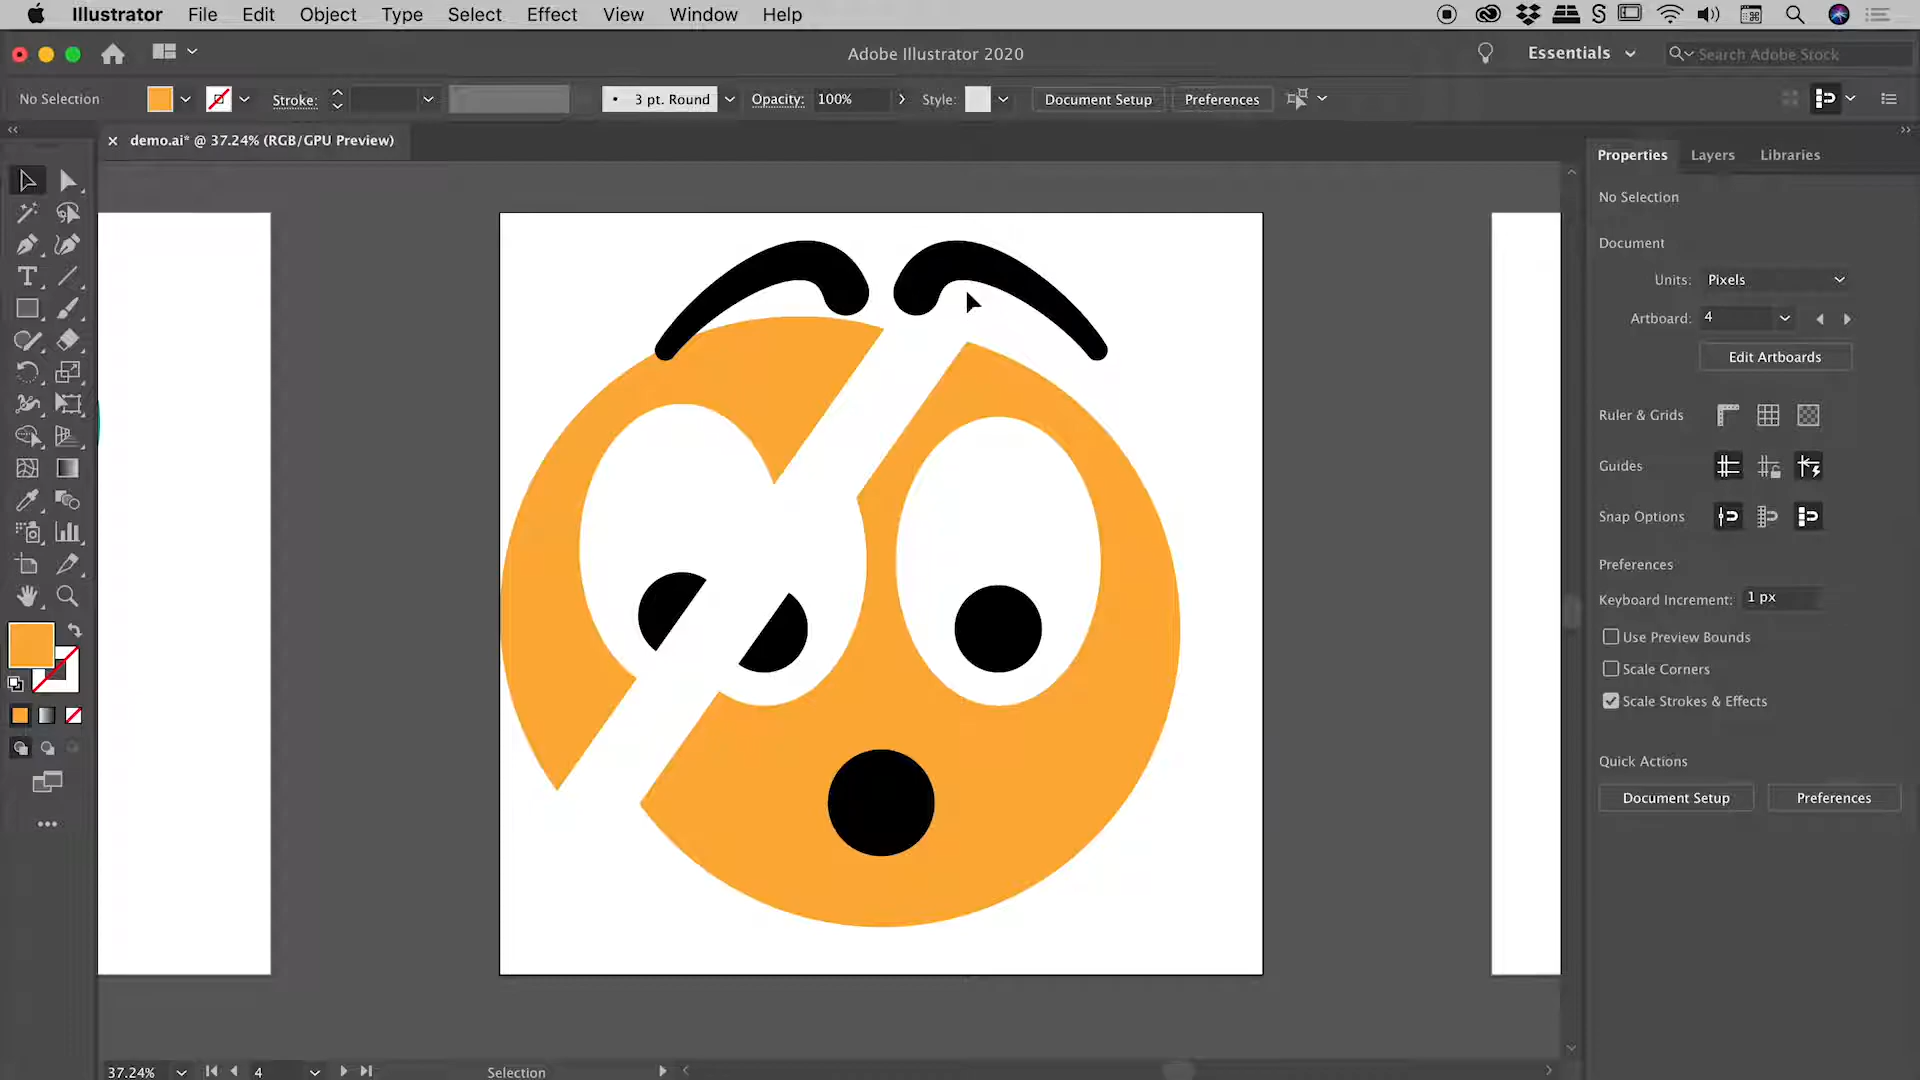 Illustrator File Edit Object Type Select Effect View Window Help
Adobe Illustrator 2020
Essentials
Search Adobe Stock
No Selection
Stroke:
3 pt. Round
Opacity: 100%
Style:
Document Setup
Preferences
demo.ai* @ 37.24% (RGB/GPU Preview)
Properties Layers Libraries
No Selection
Document
Units: Pixels
Artboard: 4
Edit Artboards
Ruler & Grids
Guides
Snap Options
Preferences
Keyboard Increment: 1 px
Use Preview Bounds
Scale Corners
Scale Strokes & Effects
Quick Actions
Document Setup
Preferences
37.24%
4
Selection